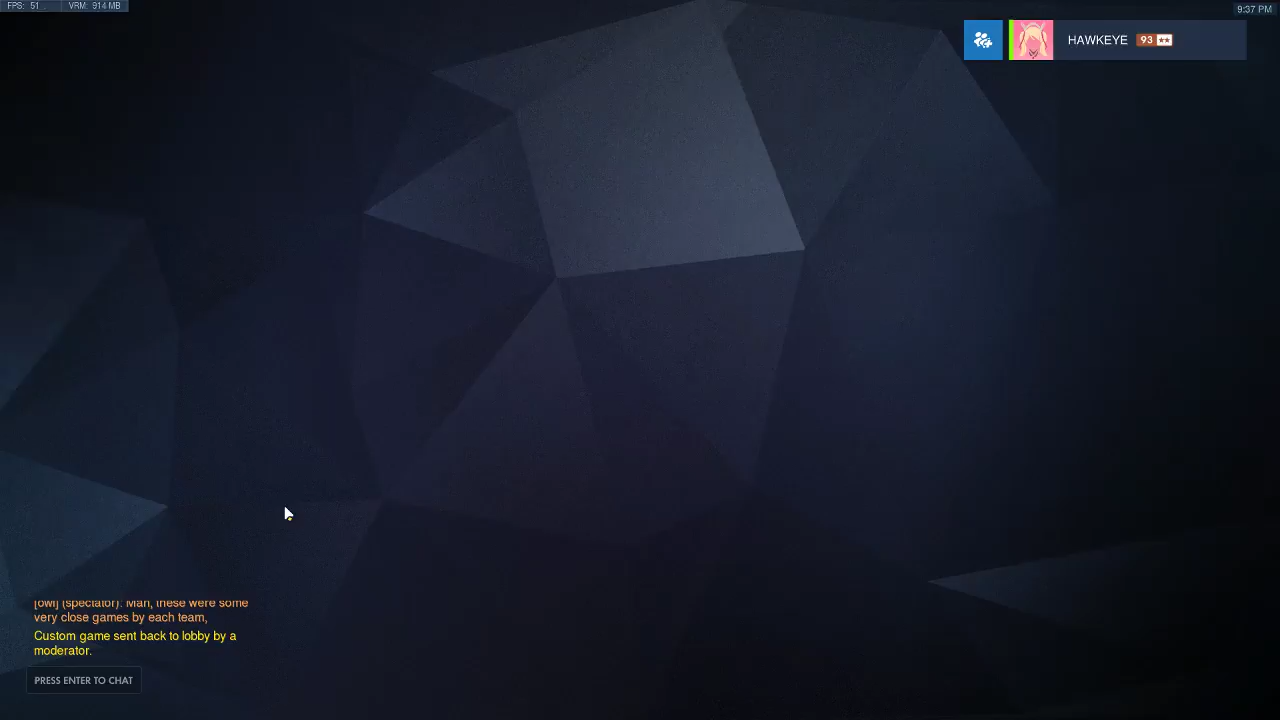 FPS: 51
VRM: 914 MB
9:37 PM
HAWKEYE 93
[owl] (spectator): Man, these were some
very close games by each team,
Custom game sent back to lobby by a
moderator.
PRESS ENTER TO CHAT